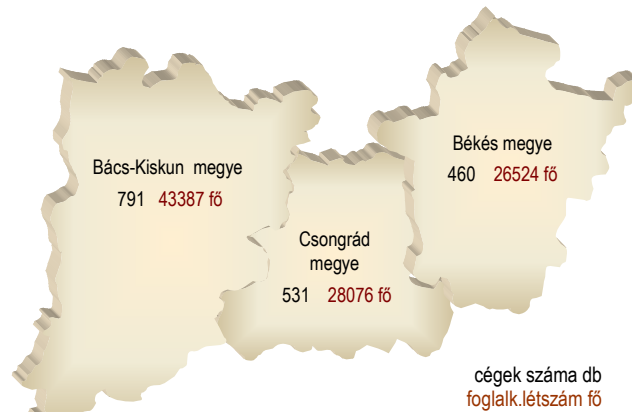 Bács-Kiskun megye
791 43387 fő
Csongrád
megye
531 28076 fő
Békés megye
460 26524 fő
cégek száma db
foglalk.létszám fő